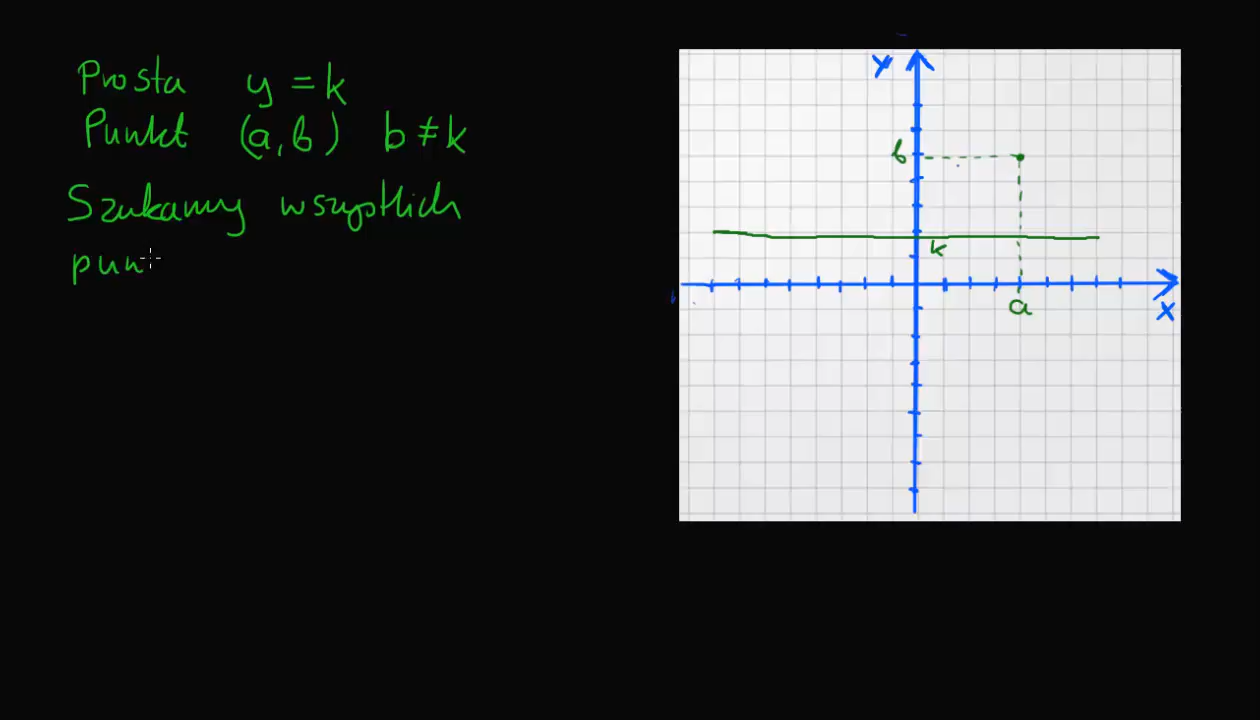 Prosta y = k
Punkt (a, b) b ≠ k
Szukamy wszystkich
pun
y
b
k
a
x